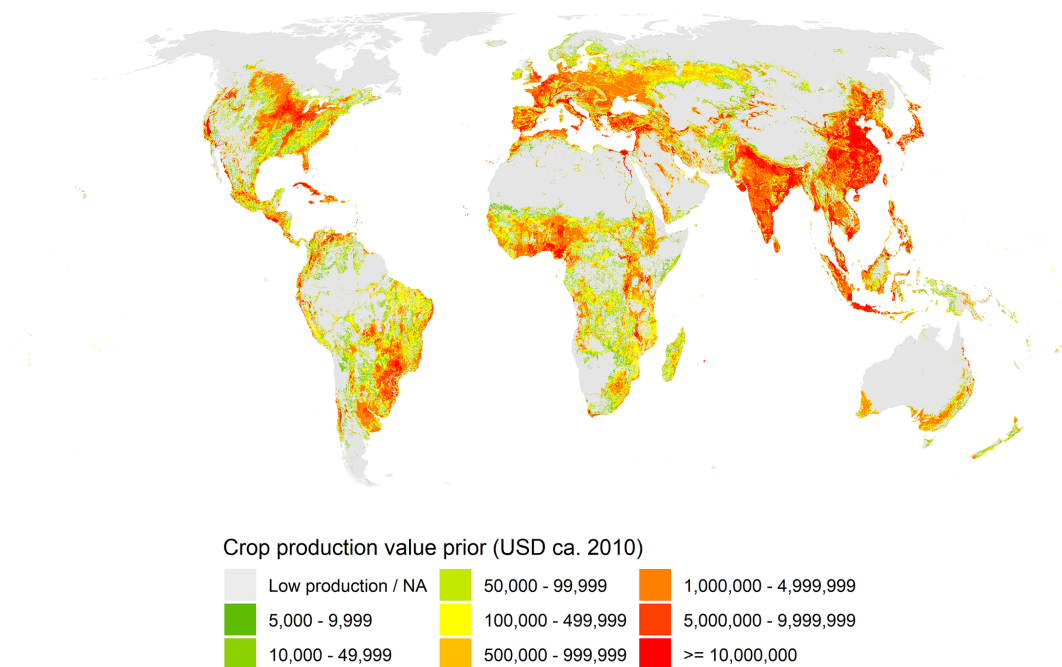 Crop production value prior (USD ca. 2010)
Low production / NA
5,000 - 9,999
10,000 - 49,999
50,000 - 99,999
100,000 - 499,999
500,000 - 999,999
1,000,000 - 4,999,999
5,000,000 - 9,999,999
>= 10,000,000